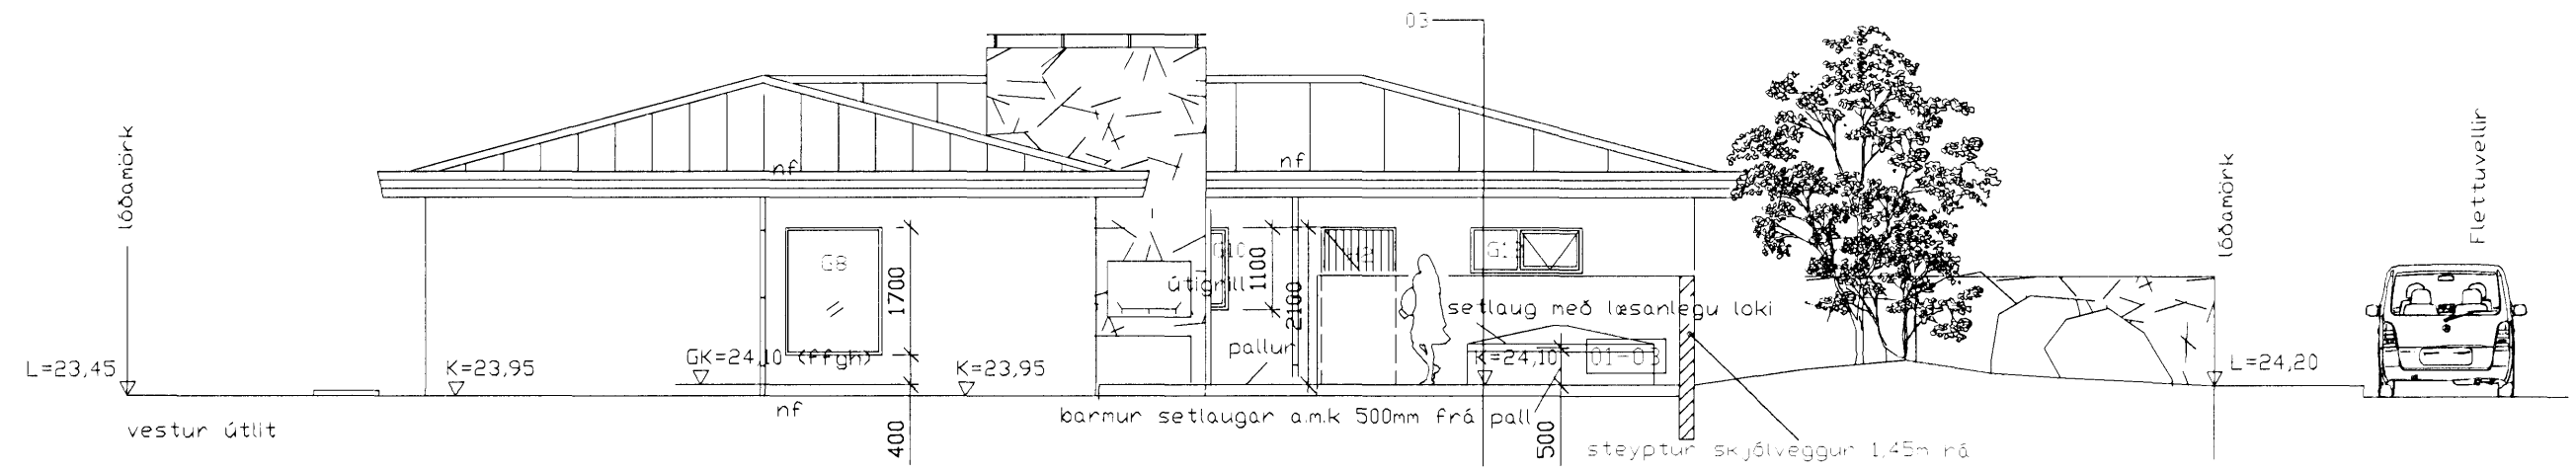 03
lóðamörk
Flettuvellir
lóðamörk
nf
nf
G8
1700
G10
1100
2100
útigrill
H2
setlaug með læsanlegu loki
pallur
L=23,45
K=23,95
GK=24,10 (ffgh)
K=23,95
K=24,10
01-03
L=24,20
nf
vestur útlit
400
barmur setlaugar a.m.k 500mm frá pall
500
steyptur skjólveggur 1,45m